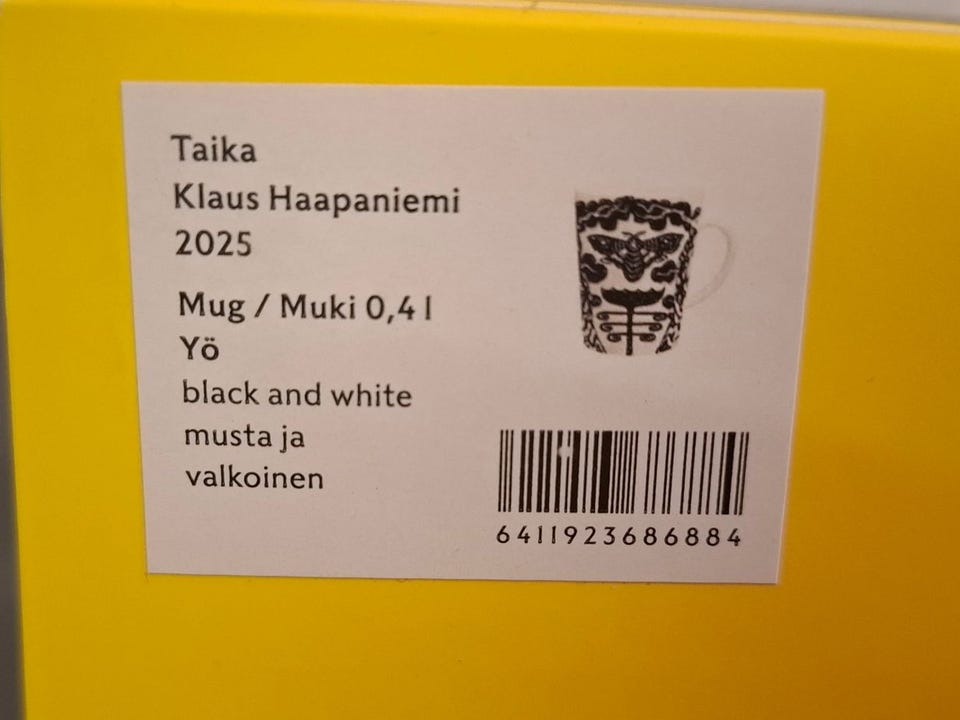 Taika
Klaus Haapaniemi
2025
Mug / Muki 0,4 l
Yö
black and white
musta ja
valkoinen
6411923686884